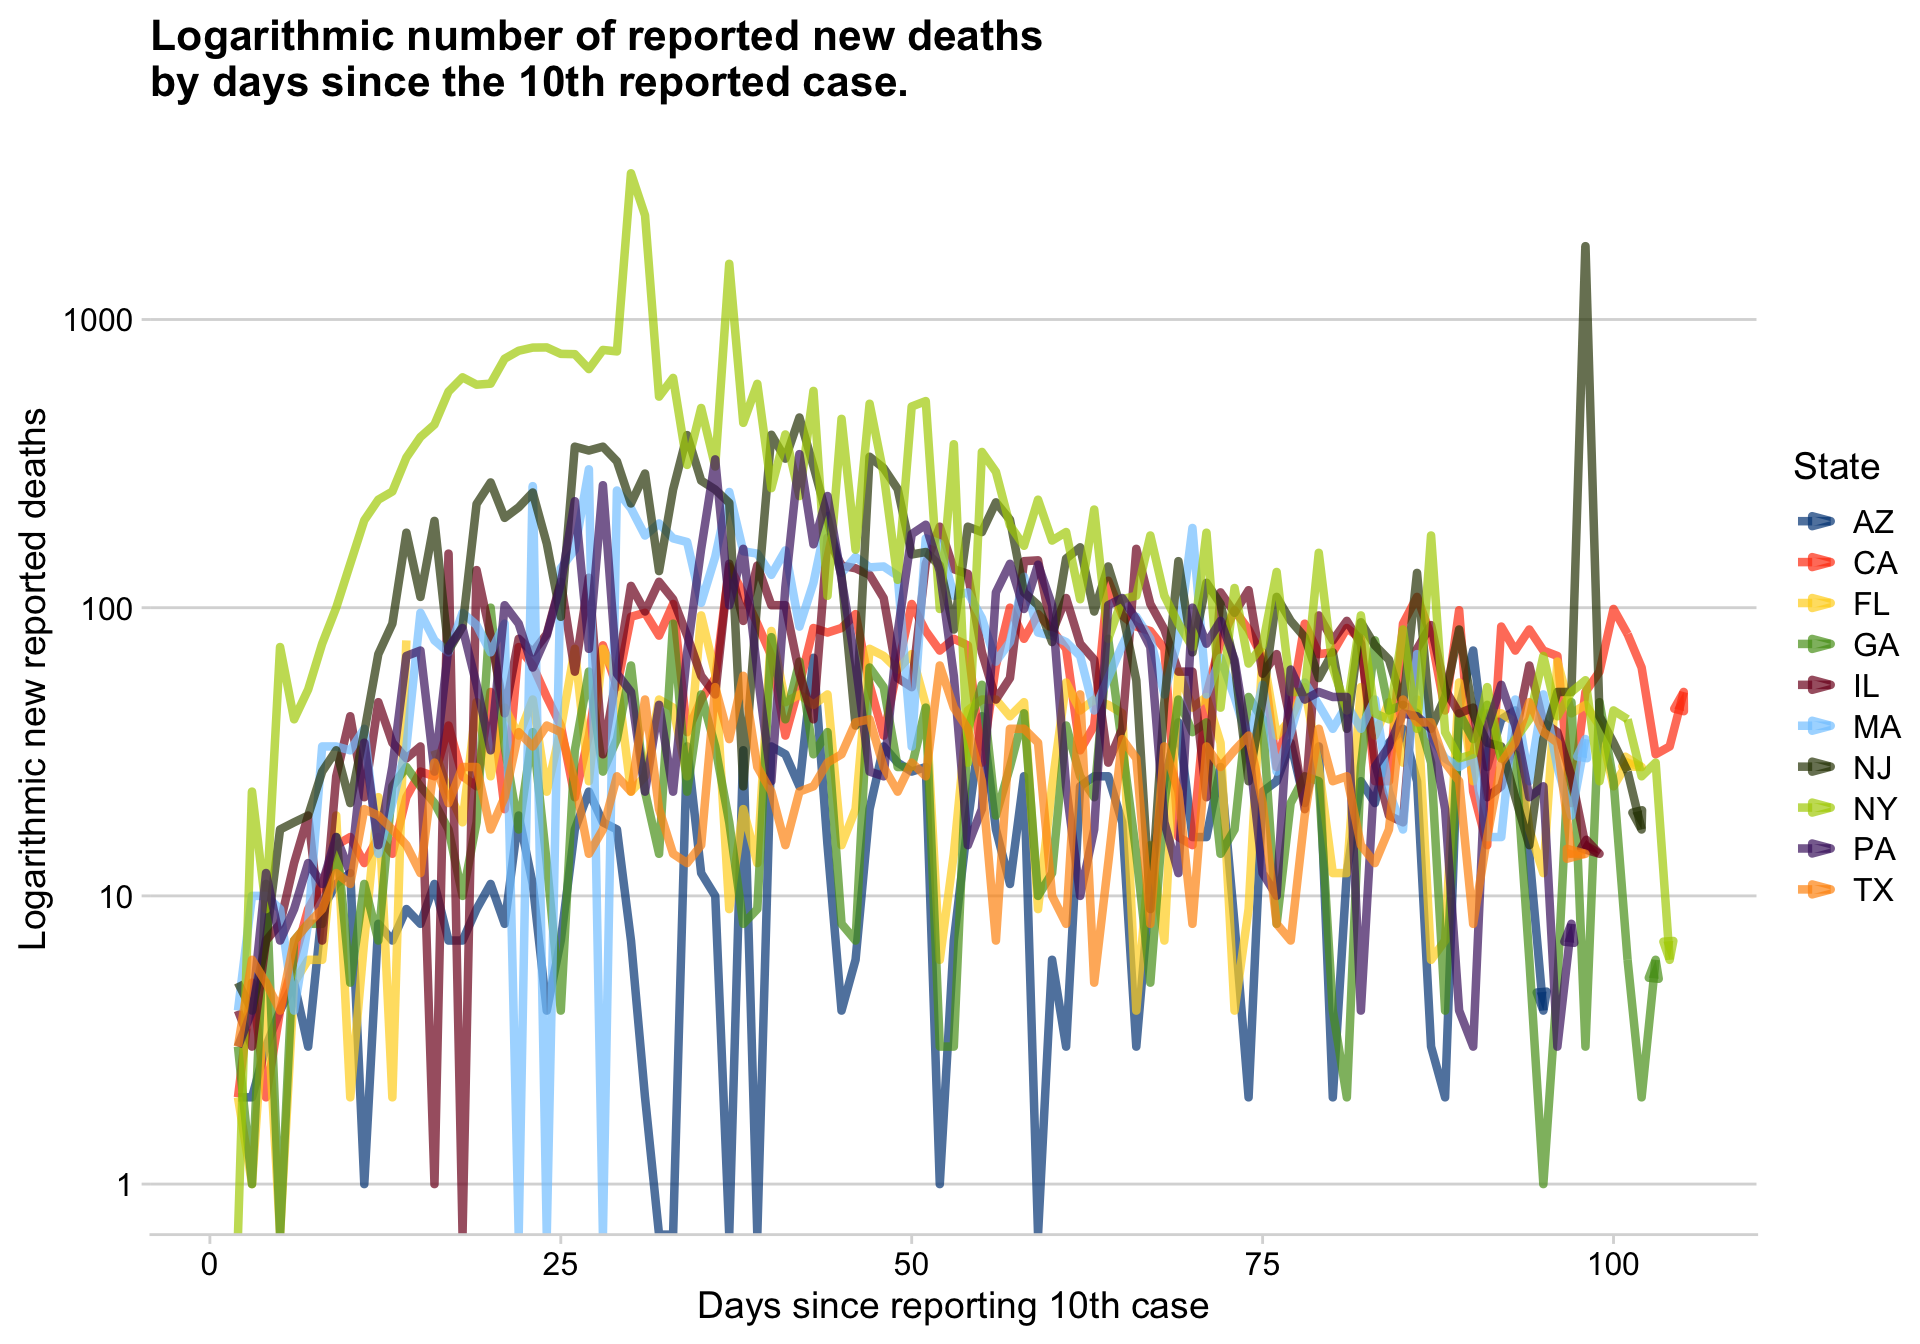 Logarithmic number of reported new deaths
by days since the 10th reported case.
Logarithmic new reported deaths
1000
100
10
1
0
25
50
75
100
Days since reporting 10th case
State
AZ
CA
FL
GA
IL
MA
NJ
NY
PA
TX